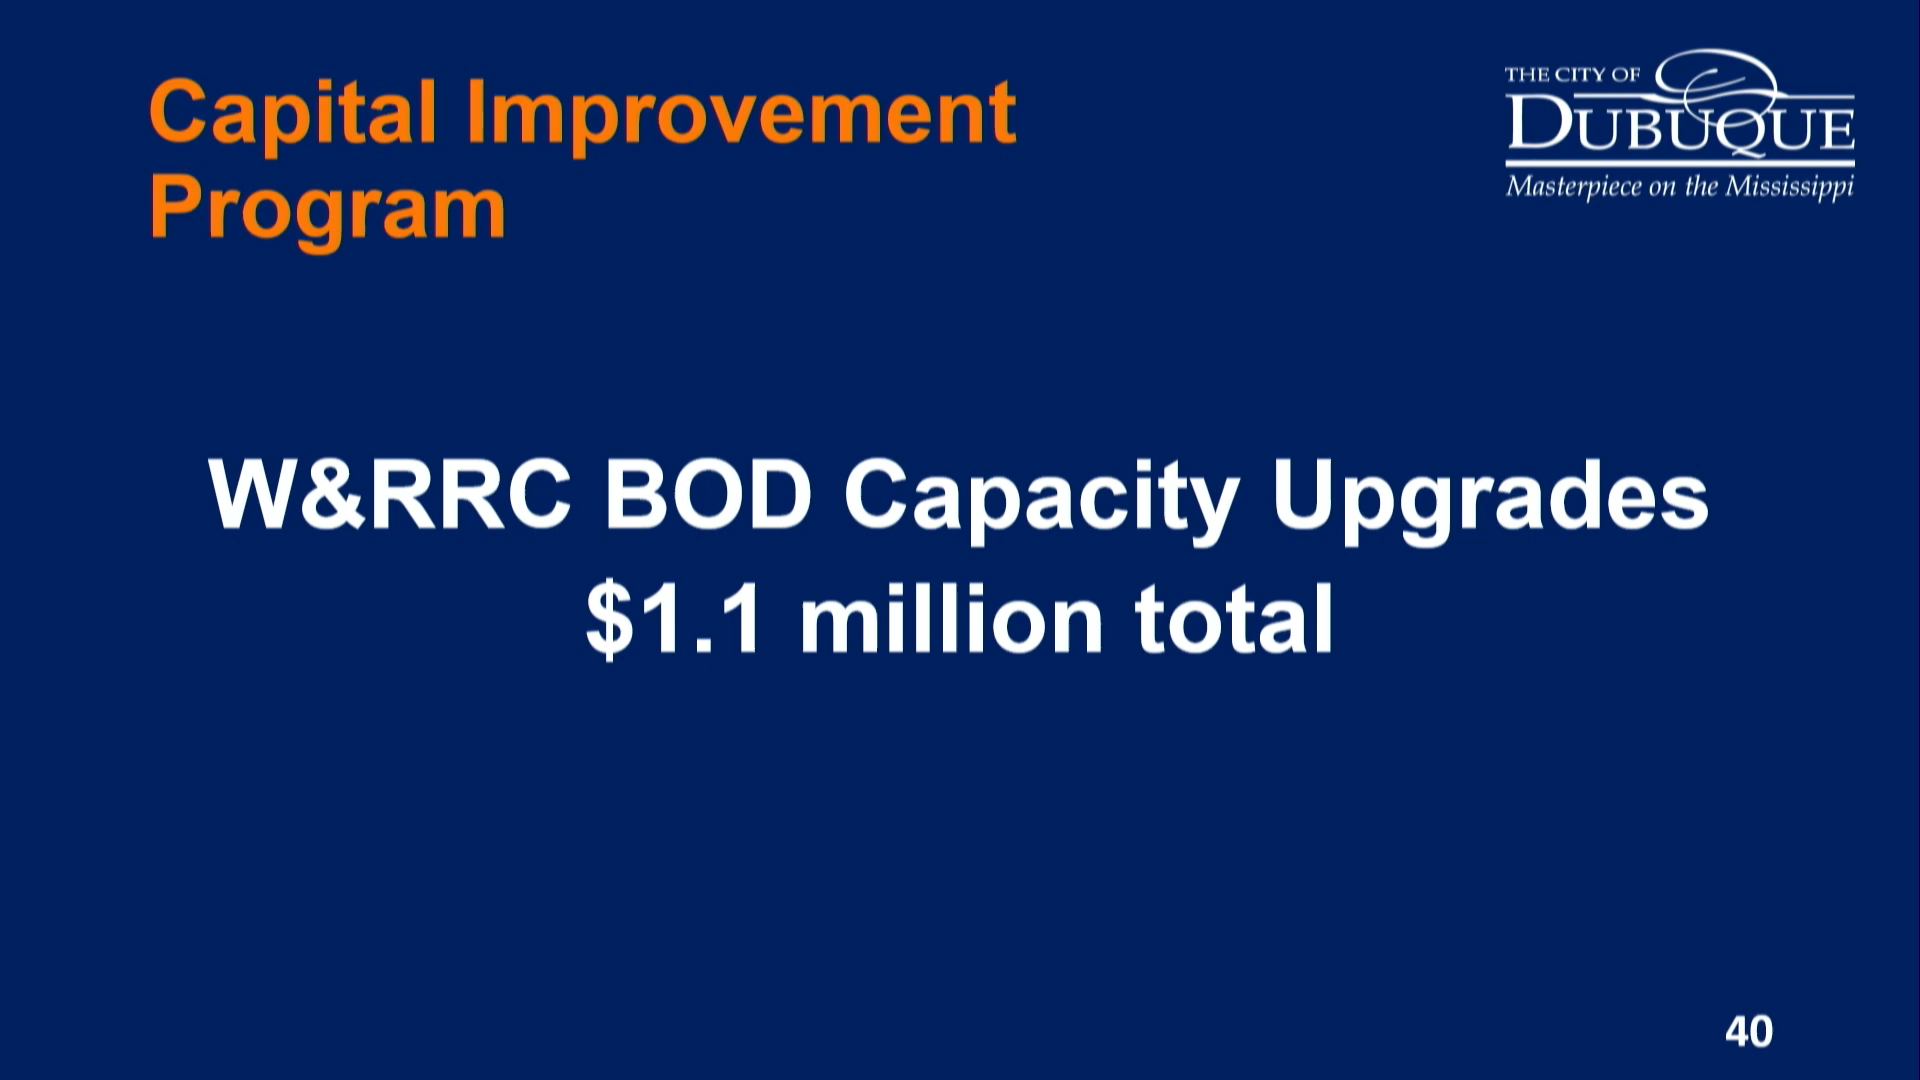 Capital Improvement
Program
THE CITY OF
DUBUQUE
Masterpiece on the Mississippi
W&RRC BOD Capacity Upgrades
$1.1 million total
40